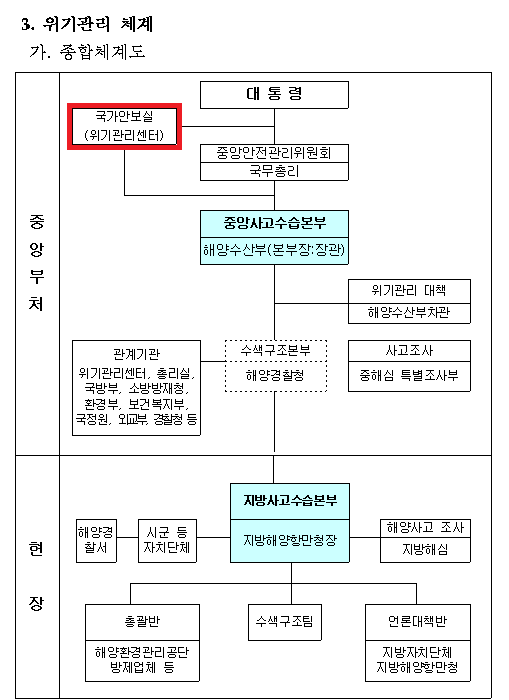 3. 위기관리 체계
가. 종합체계도
대 통 령
국가안보실
(위기관리센터)
중앙안전관리위원회
국무총리
중앙부처
중앙사고수습본부
해양수산부(본부장:장관)
위기관리 대책
해양수산부차관
관계기관
위기관리센터, 총리실,
국방부, 소방방재청,
환경부, 보건복지부,
국정원, 외교부, 경찰청 등
수색구조본부
해양경찰청
사고조사
중해심 특별조사부
현장
지방사고수습본부
지방해양항만청장
해양경
찰서
시군 등
자치단체
해양사고 조사
지방해심
총괄반
해양환경관리공단
방제업체 등
수색구조팀
언론대책반
지방자치단체
지방해양항만청